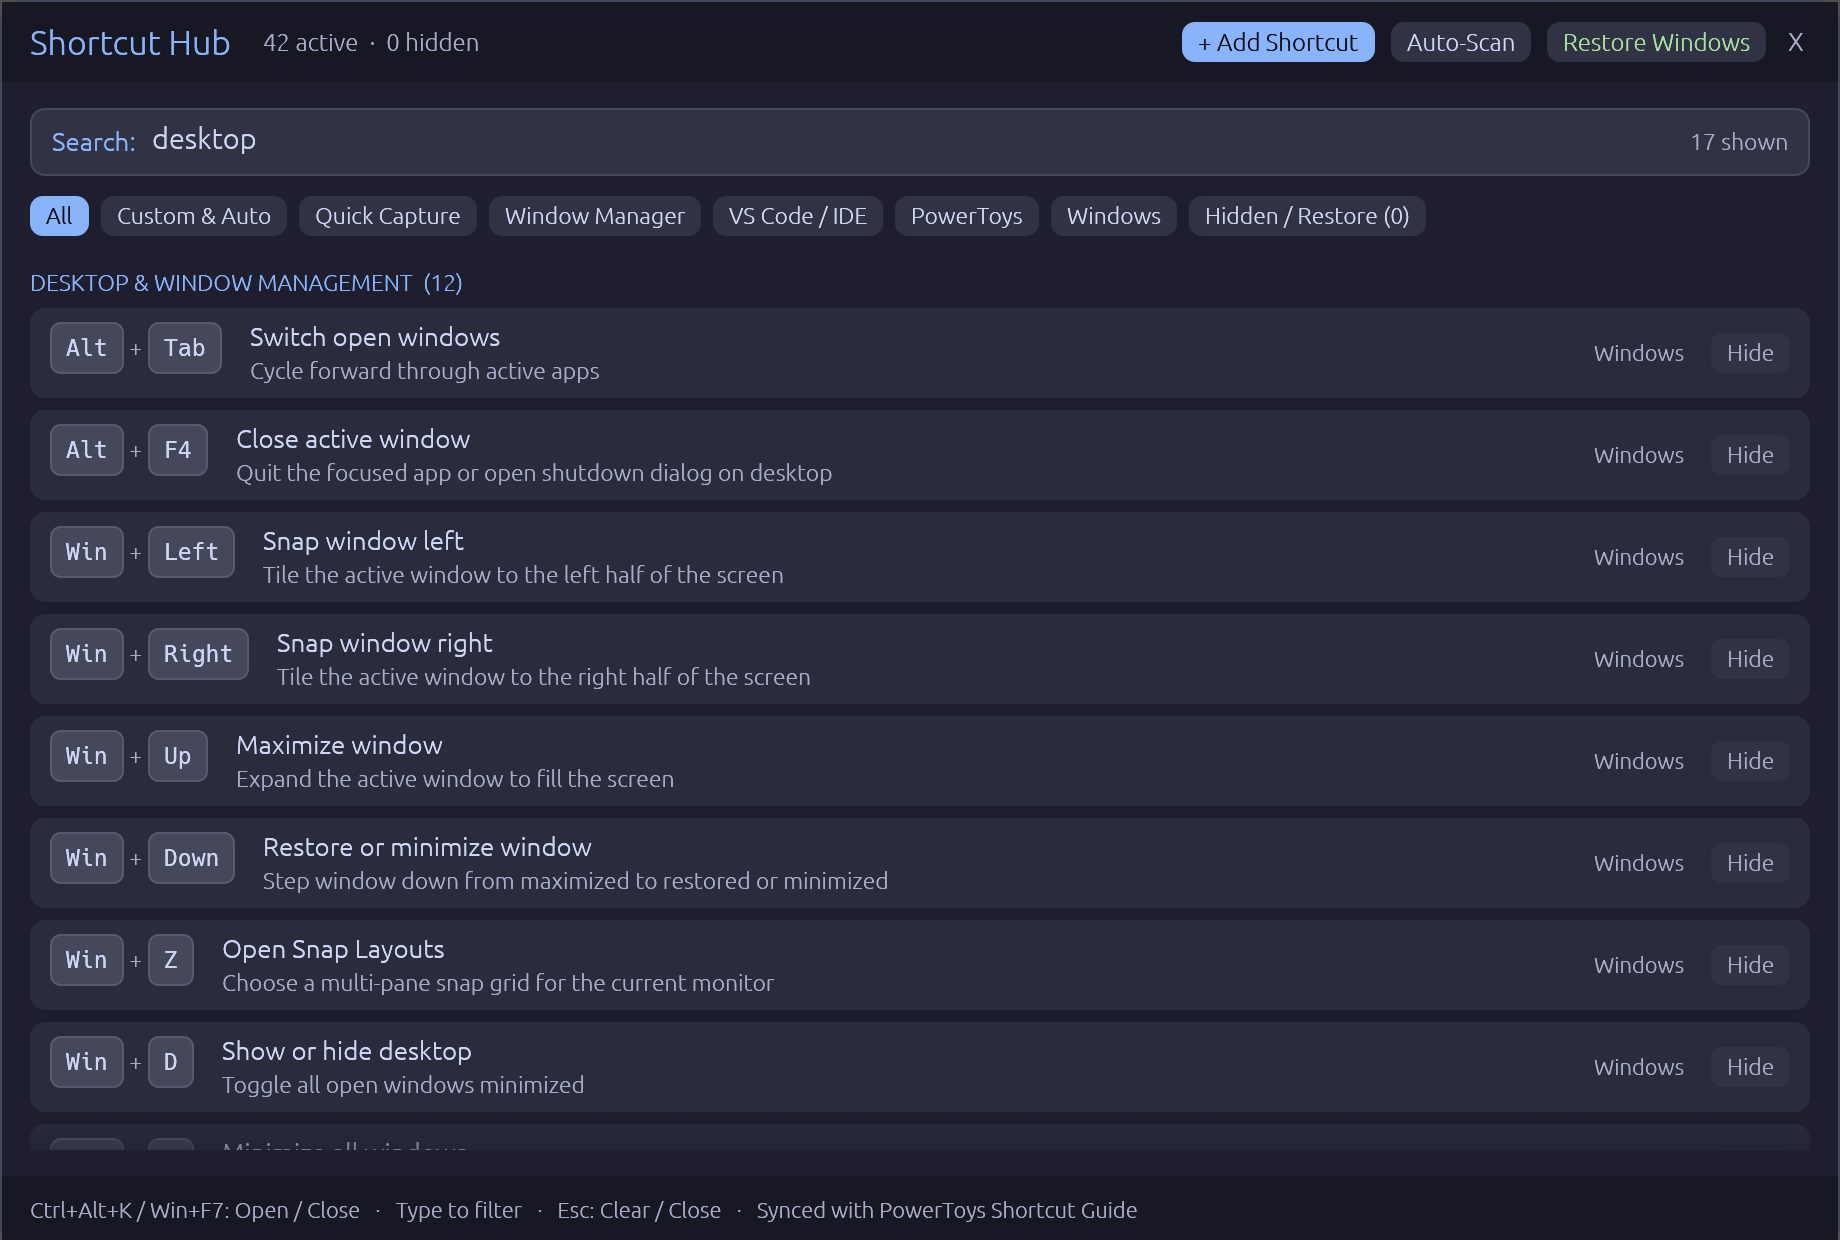 Shortcut Hub 42 active · 0 hidden + Add Shortcut Auto-Scan Restore Windows X
Search: desktop 17 shown
All Custom & Auto Quick Capture Window Manager VS Code / IDE PowerToys Windows Hidden / Restore (0)
DESKTOP & WINDOW MANAGEMENT (12)
Alt + Tab Switch open windows Windows Hide
Cycle forward through active apps
Alt + F4 Close active window Windows Hide
Quit the focused app or open shutdown dialog on desktop
Win + Left Snap window left Windows Hide
Tile the active window to the left half of the screen
Win + Right Snap window right Windows Hide
Tile the active window to the right half of the screen
Win + Up Maximize window Windows Hide
Expand the active window to fill the screen
Win + Down Restore or minimize window Windows Hide
Step window down from maximized to restored or minimized
Win + Z Open Snap Layouts Windows Hide
Choose a multi-pane snap grid for the current monitor
Win + D Show or hide desktop Windows Hide
Toggle all open windows minimized
Minimize all windows
Ctrl+Alt+K / Win+F7: Open / Close · Type to filter · Esc: Clear / Close · Synced with PowerToys Shortcut Guide